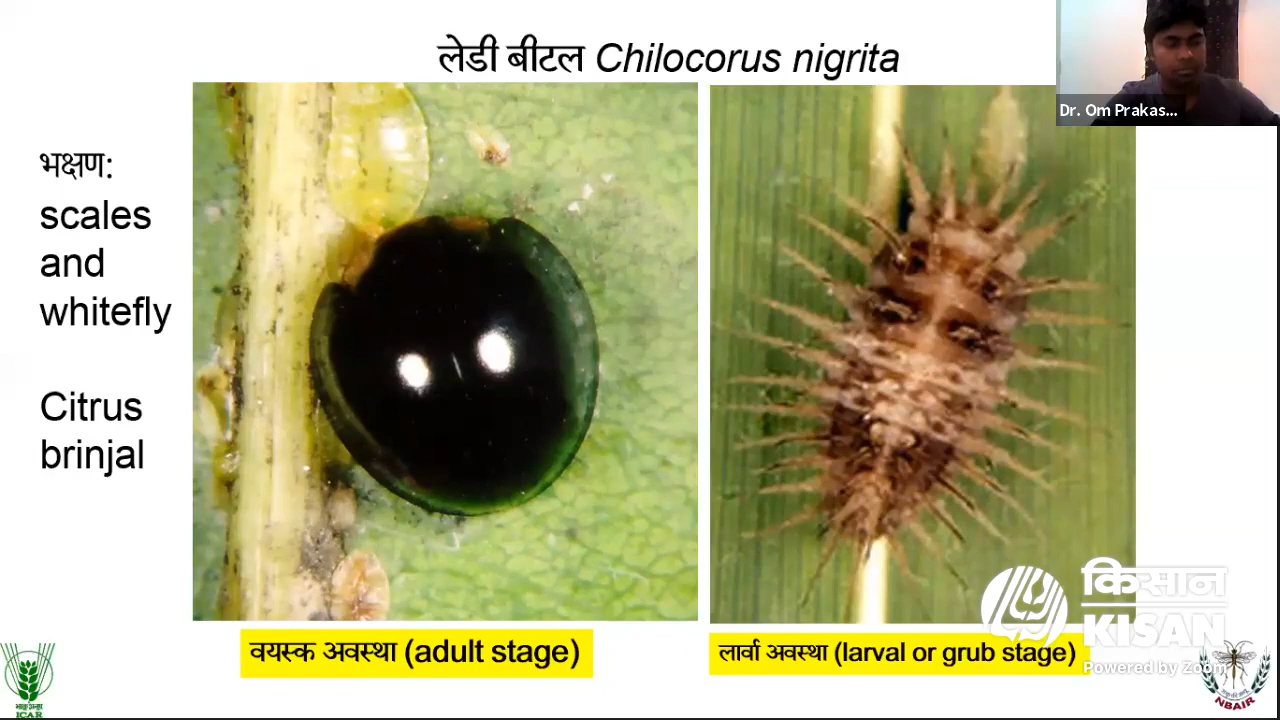 लेडी बीटल Chilocorus nigrita
Dr. Om Prakas...
भक्षण:
scales
and
whitefly
Citrus
brinjal
वयस्क अवस्था (adult stage)
लार्वा अवस्था (larval or grub stage)
किसान
KISAN
Powered by Zoom
भाकृअनुप
ICAR
NBAIR